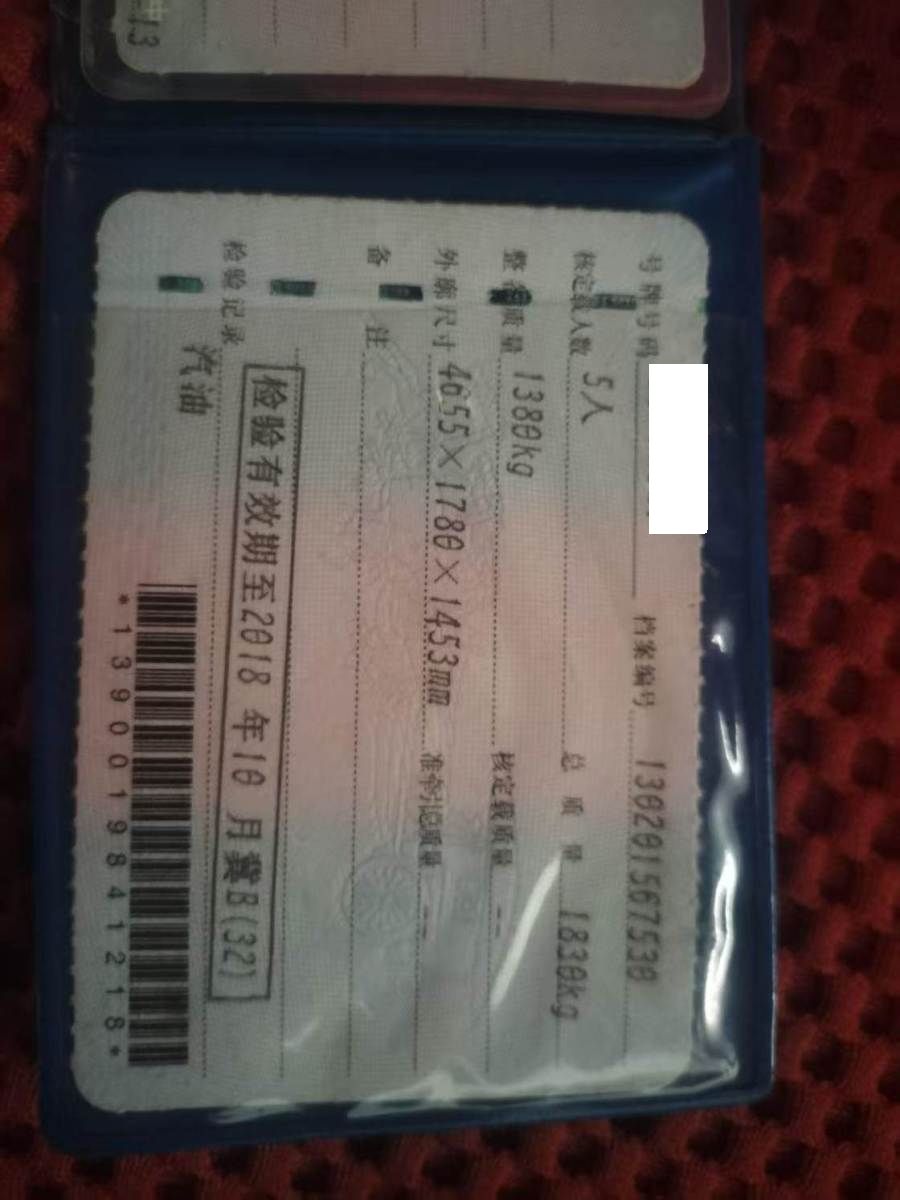 号牌号码 档案编号 130201567530
核定载人数 5人 总质量 1830kg
整备质量 1380kg 核定载质量 --
外廓尺寸 4655×1780×1453mm 准牵引总质量 --
备注
检验有效期至2018 年10 月冀B(32)
检验记录
汽油
*1390019841218*